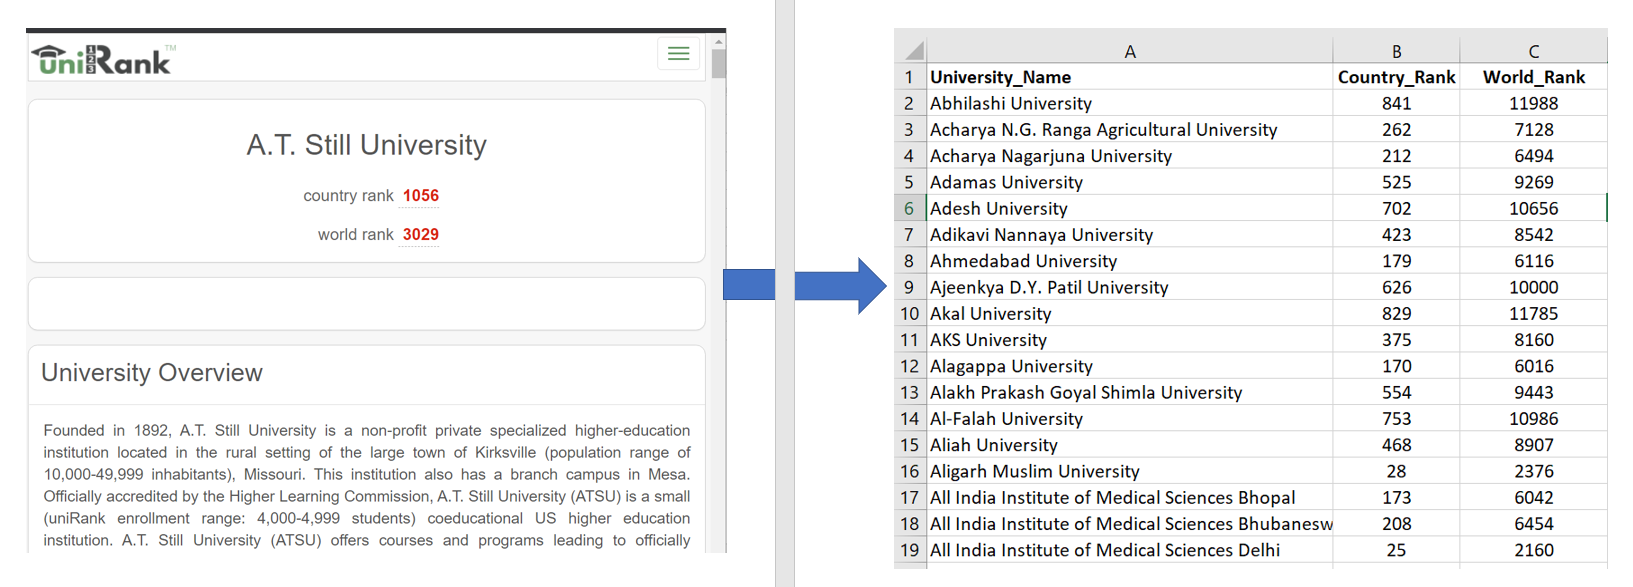 uniRank TM
A.T. Still University
country rank 1056
world rank 3029
University Overview
Founded in 1892, A.T. Still University is a non-profit private specialized higher-education
institution located in the rural setting of the large town of Kirksville (population range of
10,000-49,999 inhabitants), Missouri. This institution also has a branch campus in Mesa.
Officially accredited by the Higher Learning Commission, A.T. Still University (ATSU) is a small
(uniRank enrollment range: 4,000-4,999 students) coeducational US higher education
institution. A.T. Still University (ATSU) offers courses and programs leading to officially
A B C
1 University_Name Country_Rank World_Rank
2 Abhilashi University 841 11988
3 Acharya N.G. Ranga Agricultural University 262 7128
4 Acharya Nagarjuna University 212 6494
5 Adamas University 525 9269
6 Adesh University 702 10656
7 Adikavi Nannaya University 423 8542
8 Ahmedabad University 179 6116
9 Ajeenkya D.Y. Patil University 626 10000
10 Akal University 829 11785
11 AKS University 375 8160
12 Alagappa University 170 6016
13 Alakh Prakash Goyal Shimla University 554 9443
14 Al-Falah University 753 10986
15 Aliah University 468 8907
16 Aligarh Muslim University 28 2376
17 All India Institute of Medical Sciences Bhopal 173 6042
18 All India Institute of Medical Sciences Bhubanesw 208 6454
19 All India Institute of Medical Sciences Delhi 25 2160